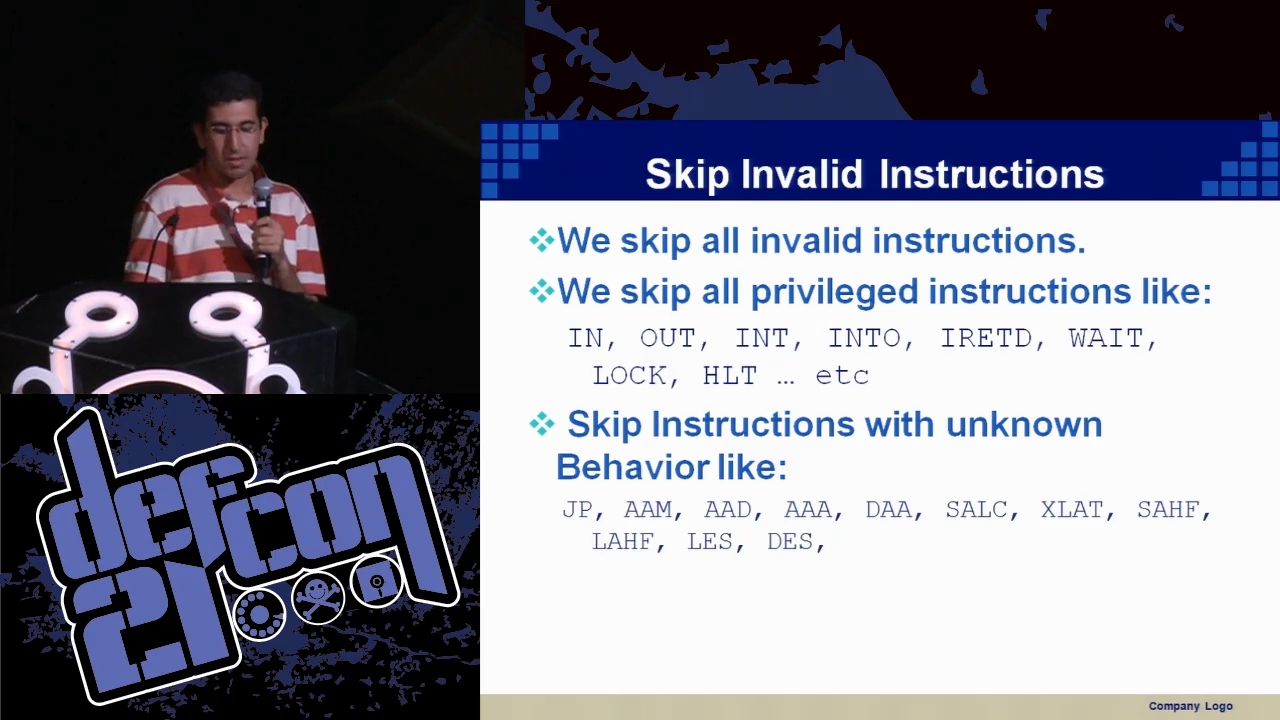 Skip Invalid Instructions
❖We skip all invalid instructions.
❖We skip all privileged instructions like:
IN, OUT, INT, INTO, IRETD, WAIT,
LOCK, HLT … etc
❖ Skip Instructions with unknown
Behavior like:
JP, AAM, AAD, AAA, DAA, SALC, XLAT, SAHF,
LAHF, LES, DES,
Company Logo
defcon
21